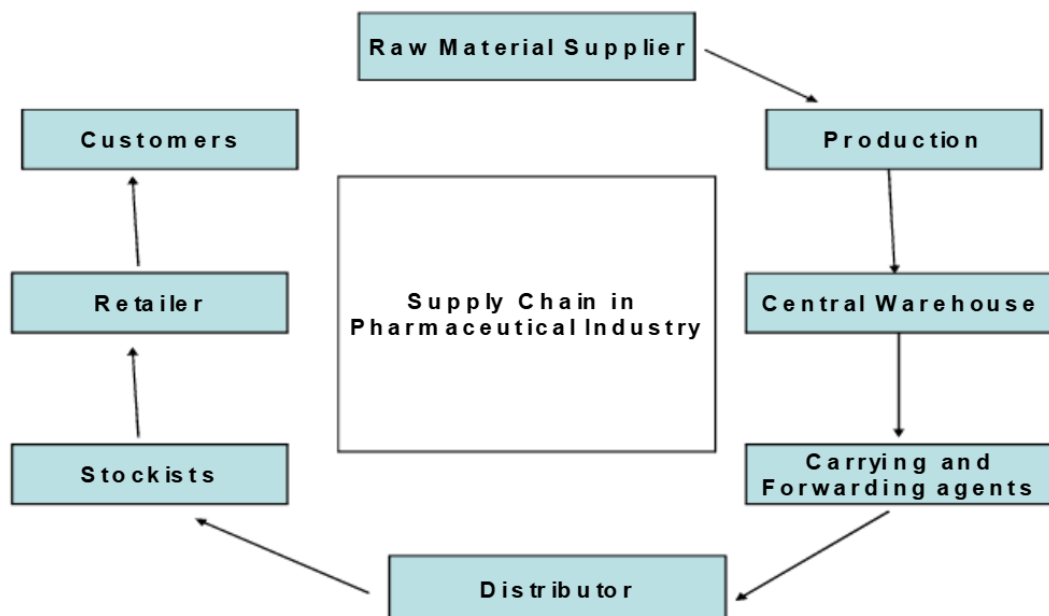 Raw Material Supplier
Customers
Production
Retailer
Supply Chain in
Pharmaceutical Industry
Central Warehouse
Stockists
Carrying and
Forwarding agents
Distributor